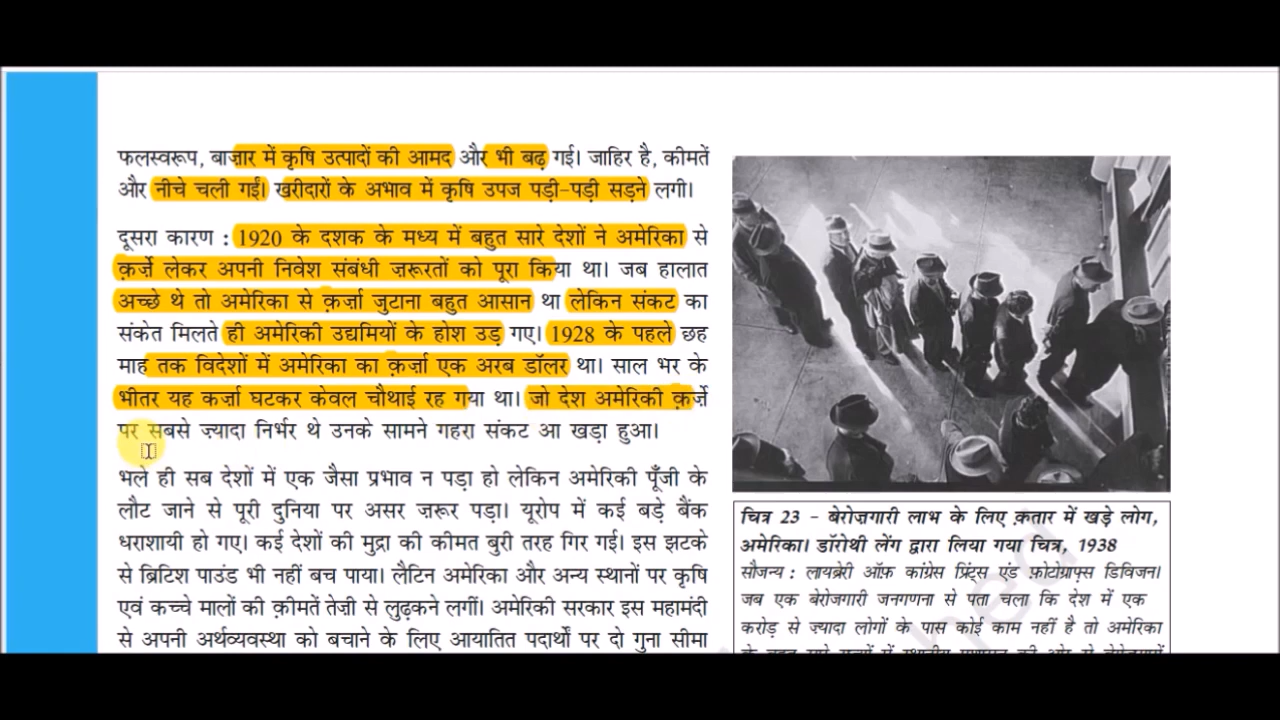 फलस्वरूप, बाज़ार में कृषि उत्पादों की आमद और भी बढ़ गई। जाहिर है, कीमतें
और नीचे चली गईं। खरीदारों के अभाव में कृषि उपज पड़ी-पड़ी सड़ने लगी।
दूसरा कारण : 1920 के दशक के मध्य में बहुत सारे देशों ने अमेरिका से
क़र्ज़े लेकर अपनी निवेश संबंधी ज़रूरतों को पूरा किया था। जब हालात
अच्छे थे तो अमेरिका से क़र्ज़ा जुटाना बहुत आसान था लेकिन संकट का
संकेत मिलते ही अमेरिकी उद्यमियों के होश उड़ गए। 1928 के पहले छह
माह तक विदेशों में अमेरिका का क़र्ज़ा एक अरब डॉलर था। साल भर के
भीतर यह कर्ज़ा घटकर केवल चौथाई रह गया था। जो देश अमेरिकी क़र्ज़े
पर सबसे ज़्यादा निर्भर थे उनके सामने गहरा संकट आ खड़ा हुआ।
भले ही सब देशों में एक जैसा प्रभाव न पड़ा हो लेकिन अमेरिकी पूँजी के
लौट जाने से पूरी दुनिया पर असर ज़रूर पड़ा। यूरोप में कई बड़े बैंक
धराशायी हो गए। कई देशों की मुद्रा की कीमत बुरी तरह गिर गई। इस झटके
से ब्रिटिश पाउंड भी नहीं बच पाया। लैटिन अमेरिका और अन्य स्थानों पर कृषि
एवं कच्चे मालों की क़ीमतें तेजी से लुढ़कने लगीं। अमेरिकी सरकार इस महामंदी
से अपनी अर्थव्यवस्था को बचाने के लिए आयातित पदार्थों पर दो गुना सीमा
चित्र 23 – बेरोज़गारी लाभ के लिए क़तार में खड़े लोग,
अमेरिका। डॉरोथी लेंग द्वारा लिया गया चित्र, 1938
सौजन्य : लायब्रेरी ऑफ़ कांग्रेस प्रिंट्स एंड फ़ोटोग्राफ़्स डिविजन।
जब एक बेरोज़गारी जनगणना से पता चला कि देश में एक
करोड़ से ज़्यादा लोगों के पास कोई काम नहीं है तो अमेरिका